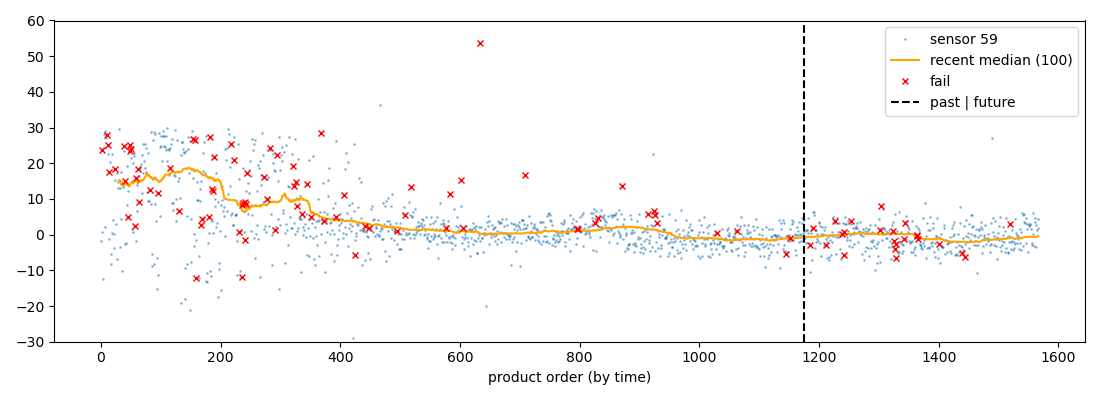 60
50
40
30
20
10
0
-10
-20
-30
sensor 59
recent median (100)
fail
past | future
0 200 400 600 800 1000 1200 1400 1600
product order (by time)